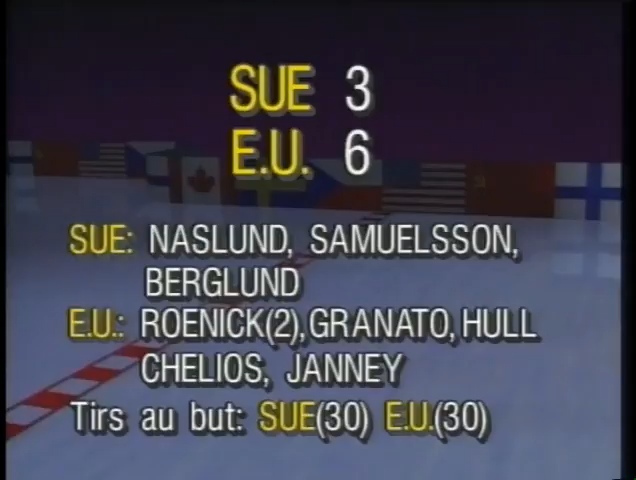 SUE 3
E.U. 6
SUE: NASLUND, SAMUELSSON,
BERGLUND
E.U.: ROENICK(2), GRANATO, HULL
CHELIOS, JANNEY
Tirs au but: SUE(30) E.U.(30)